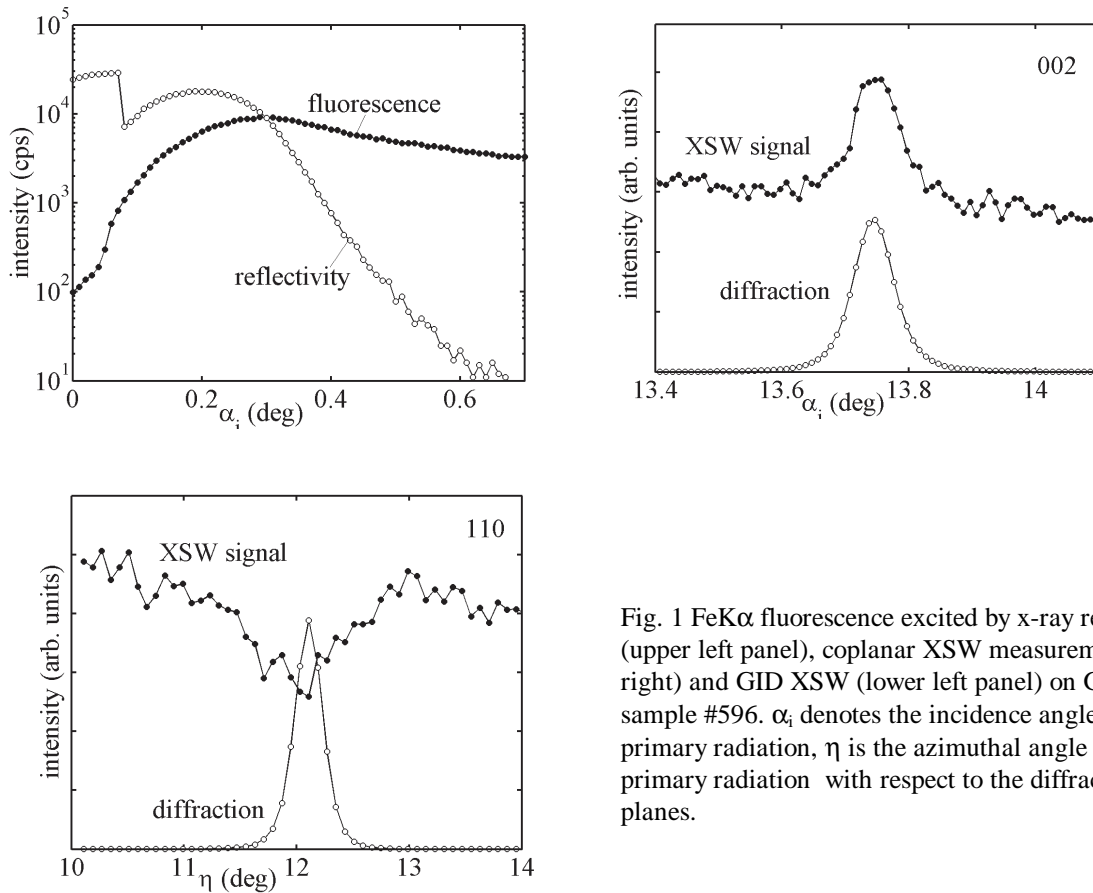 10^5
10^4
10^3
10^2
10^1
intensity (cps)
fluorescence
reflectivity
0 0.2 0.4 0.6
α_i (deg)
002
XSW signal
intensity (arb. units)
diffraction
13.4 13.6 13.8 14
α_i (deg)
110
XSW signal
intensity (arb. units)
diffraction
10 11 12 13 14
η (deg)
Fig. 1 FeKα fluorescence excited by x-ray re
(upper left panel), coplanar XSW measurem
right) and GID XSW (lower left panel) on G
sample #596. α_i denotes the incidence angle
primary radiation, η is the azimuthal angle
primary radiation with respect to the diffrac
planes.